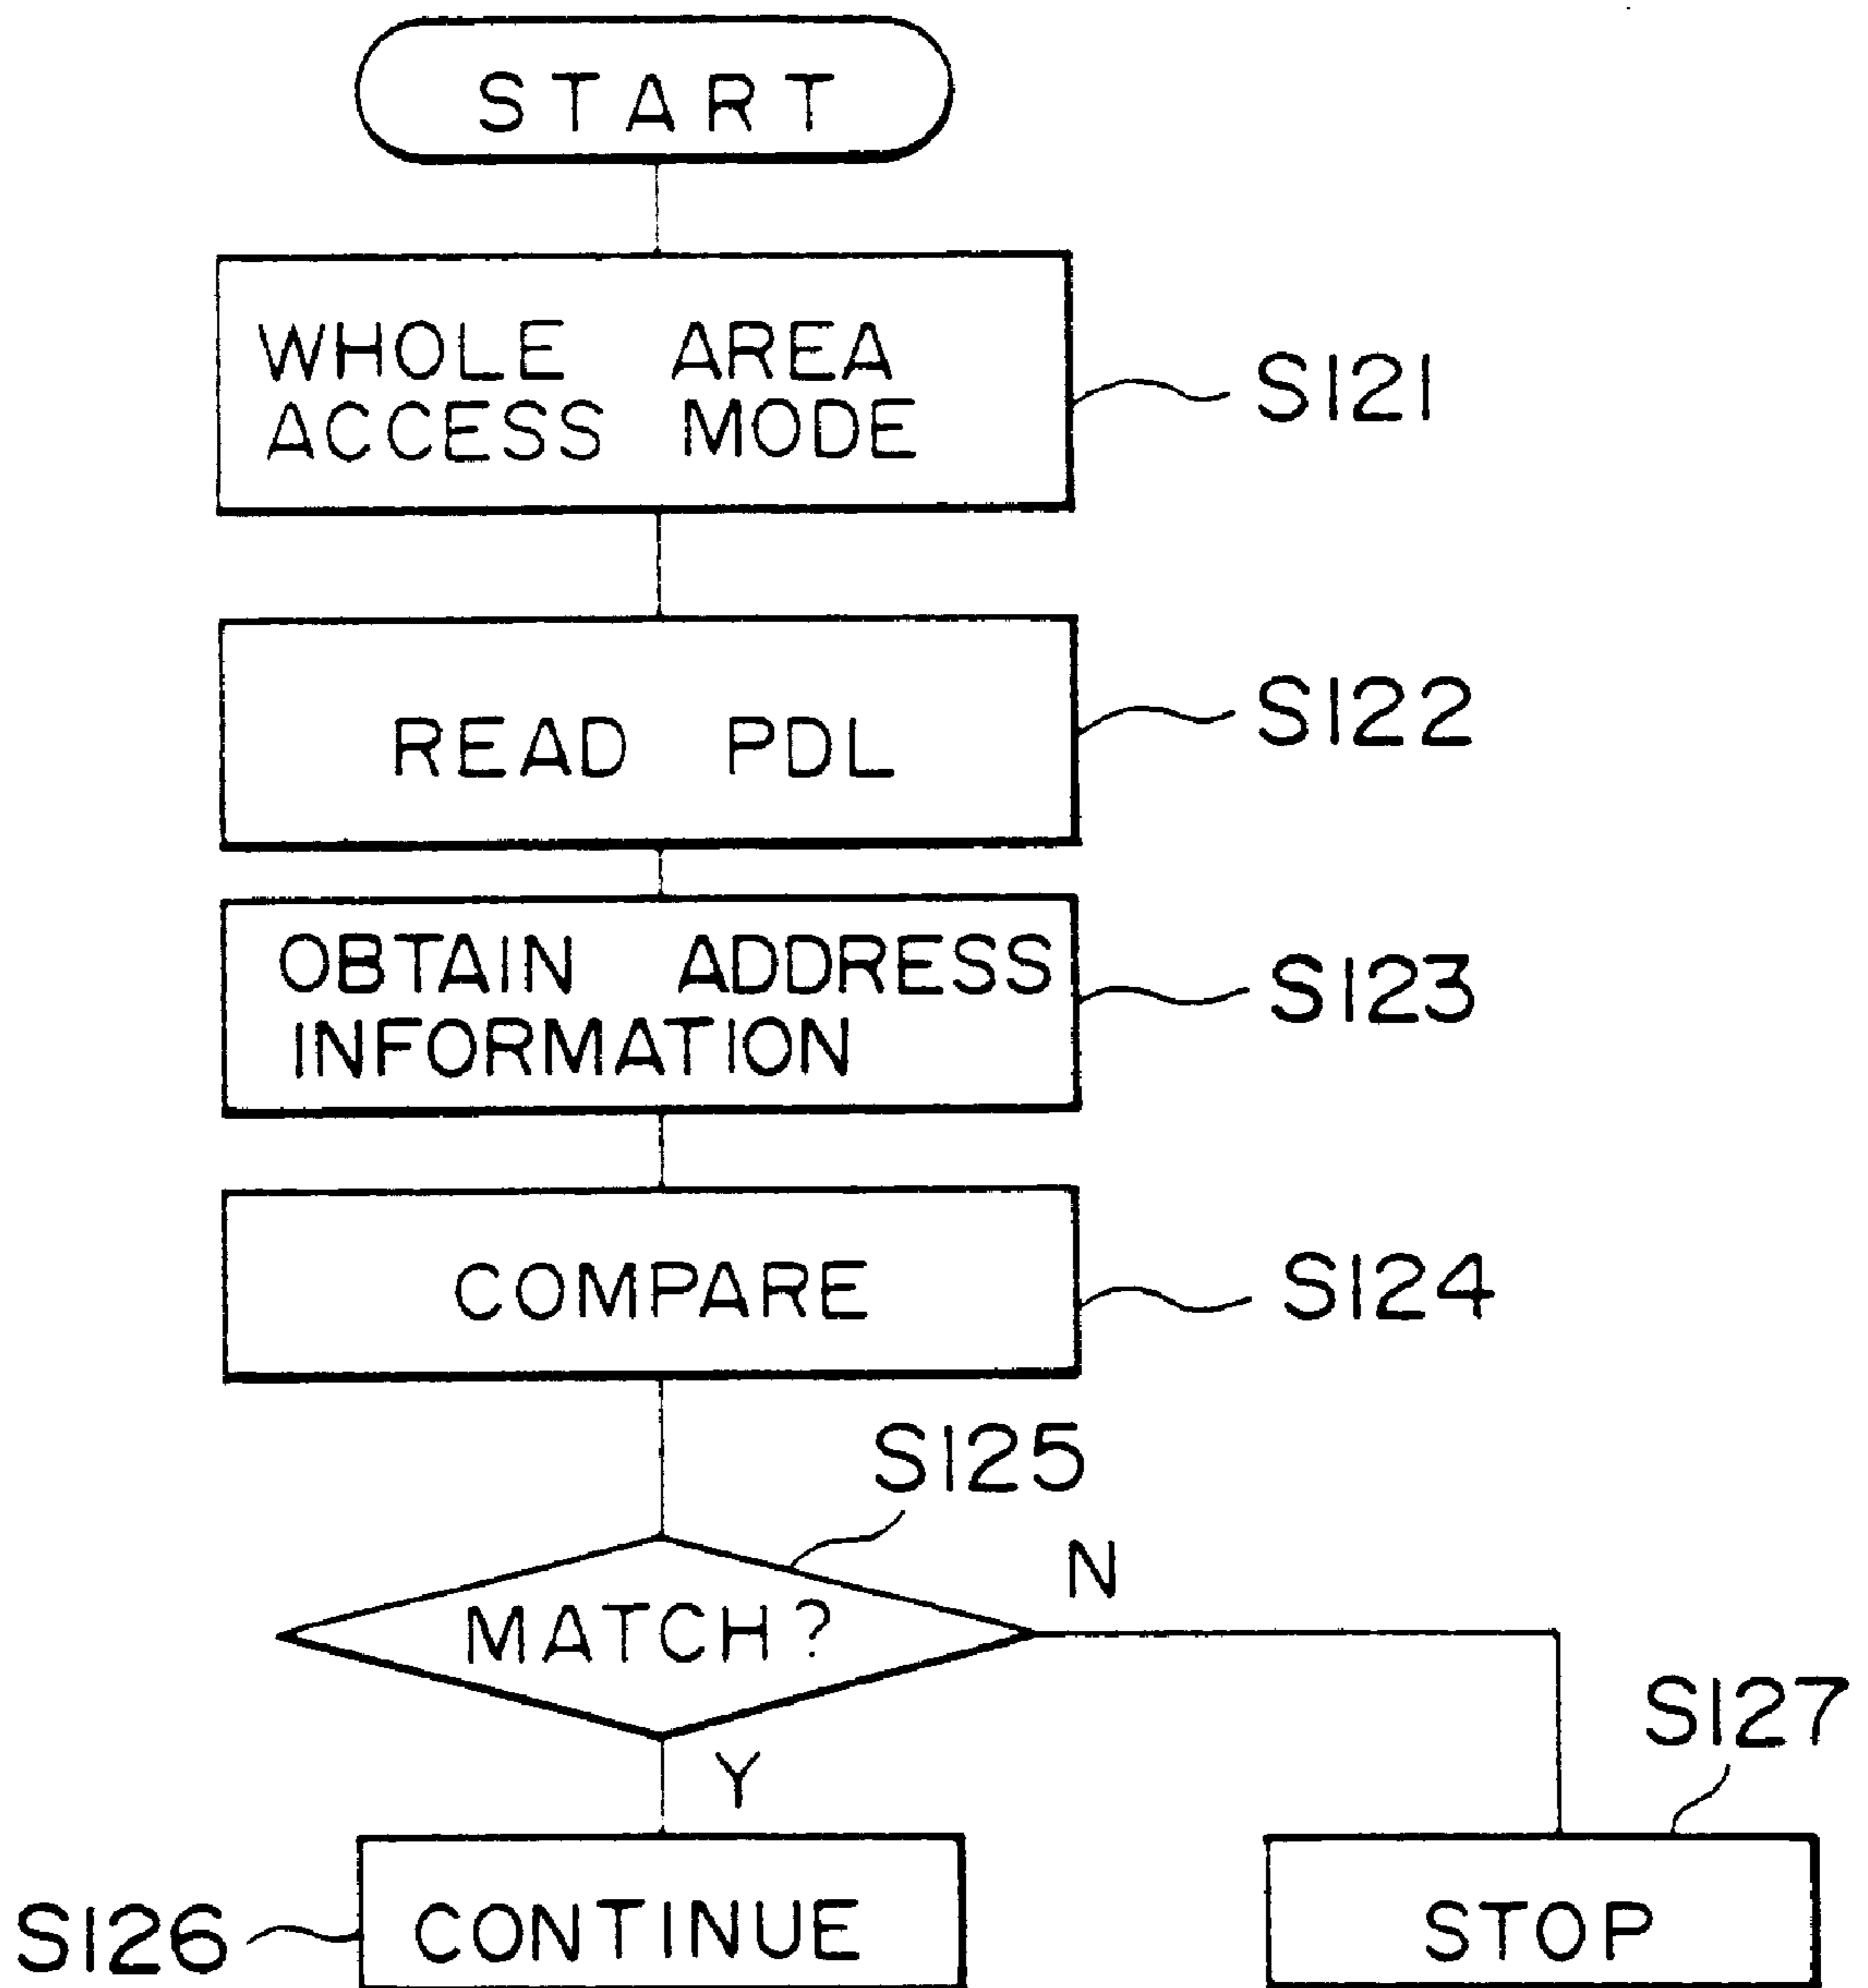 START
WHOLE AREA
ACCESS MODE
S121
READ PDL
S122
OBTAIN ADDRESS
INFORMATION
S123
COMPARE
S124
S125
MATCH?
N
Y
S127
S126
CONTINUE
STOP